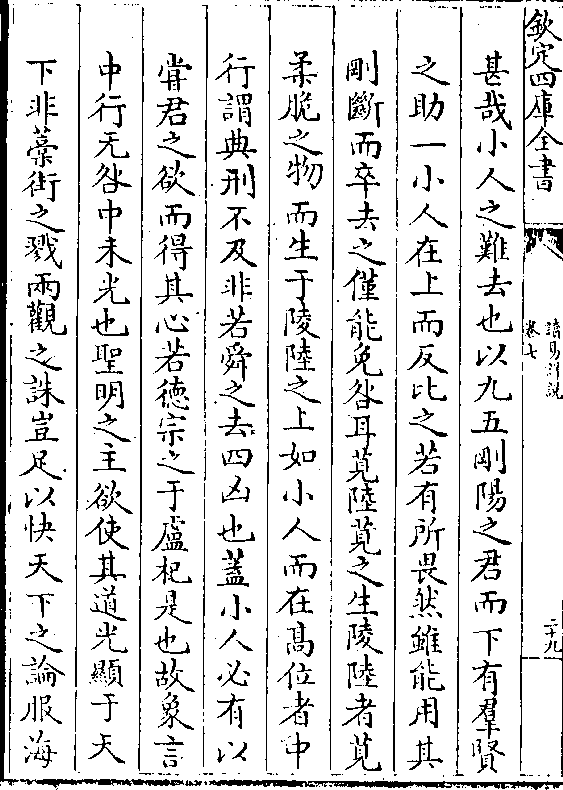 欽定四庫全書
讀易詳說
卷七
二十九
甚哉小人之難去也以九五剛陽之君而下有羣賢
之助一小人在上而反比之若有所畏然雖能用其
剛斷而卒去之僅能免咎耳莧陸莧之生陵陸者莧
柔脆之物而生于陵陸之上如小人而在髙位者中
行謂典刑不及非若舜之去四凶也葢小人必有以
甞君之欲而得其心若徳宗之于盧杞是也故象言
中行无咎中未光也聖明之主欲使其道光顯于天
下非藁街之戮兩觀之誅豈足以快天下之論服海